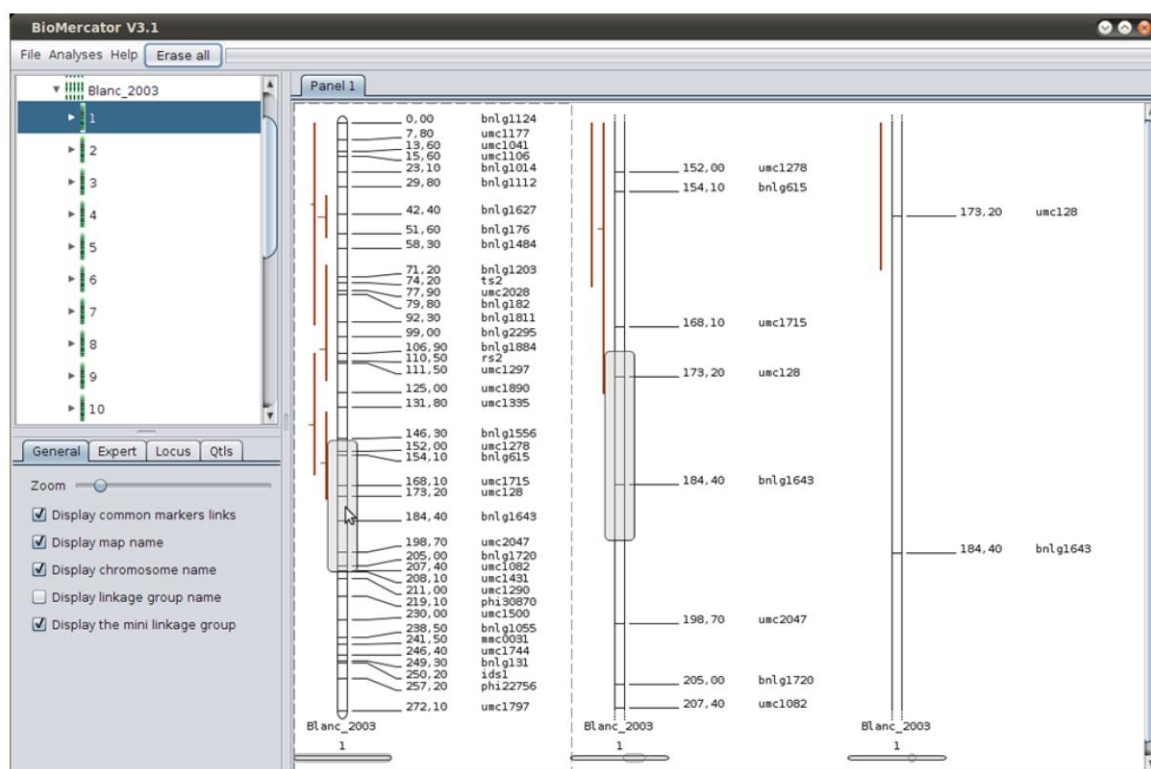 BioMercator V3.1
File Analyses Help Erase all
Blanc_2003
1
2
3
4
5
6
7
8
9
10
General Expert Locus Qtls
Zoom
Display common markers links
Display map name
Display chromosome name
Display linkage group name
Display the mini linkage group
Panel 1
0,00 bnlg1124
7,80 umc1177
13,60 umc1041
15,60 umc1106
23,10 bnlg1014
29,80 bnlg1112
42,40 bnlg1627
51,60 bnlg176
58,30 bnlg1484
71,20 bnlg1203
74,20 ts2
77,90 umc2028
79,80 bnlg182
92,30 bnlg1811
99,00 bnlg2295
106,90 bnlg1884
110,50 rs2
111,50 umc1297
125,00 umc1890
131,80 umc1335
146,30 bnlg1556
152,00 umc1278
154,10 bnlg615
168,10 umc1715
173,20 umc128
184,40 bnlg1643
198,70 umc2047
205,00 bnlg1720
207,40 umc1082
208,10 umc1431
211,00 umc1290
219,10 phi30870
230,00 umc1500
238,50 bnlg1055
241,50 mmc0031
246,40 umc1744
249,30 bnlg131
250,20 ids1
257,20 phi22756
272,10 umc1797
Blanc_2003
1
152,00 umc1278
154,10 bnlg615
168,10 umc1715
173,20 umc128
184,40 bnlg1643
198,70 umc2047
205,00 bnlg1720
207,40 umc1082
Blanc_2003
1
173,20 umc128
184,40 bnlg1643
Blanc_2003
1